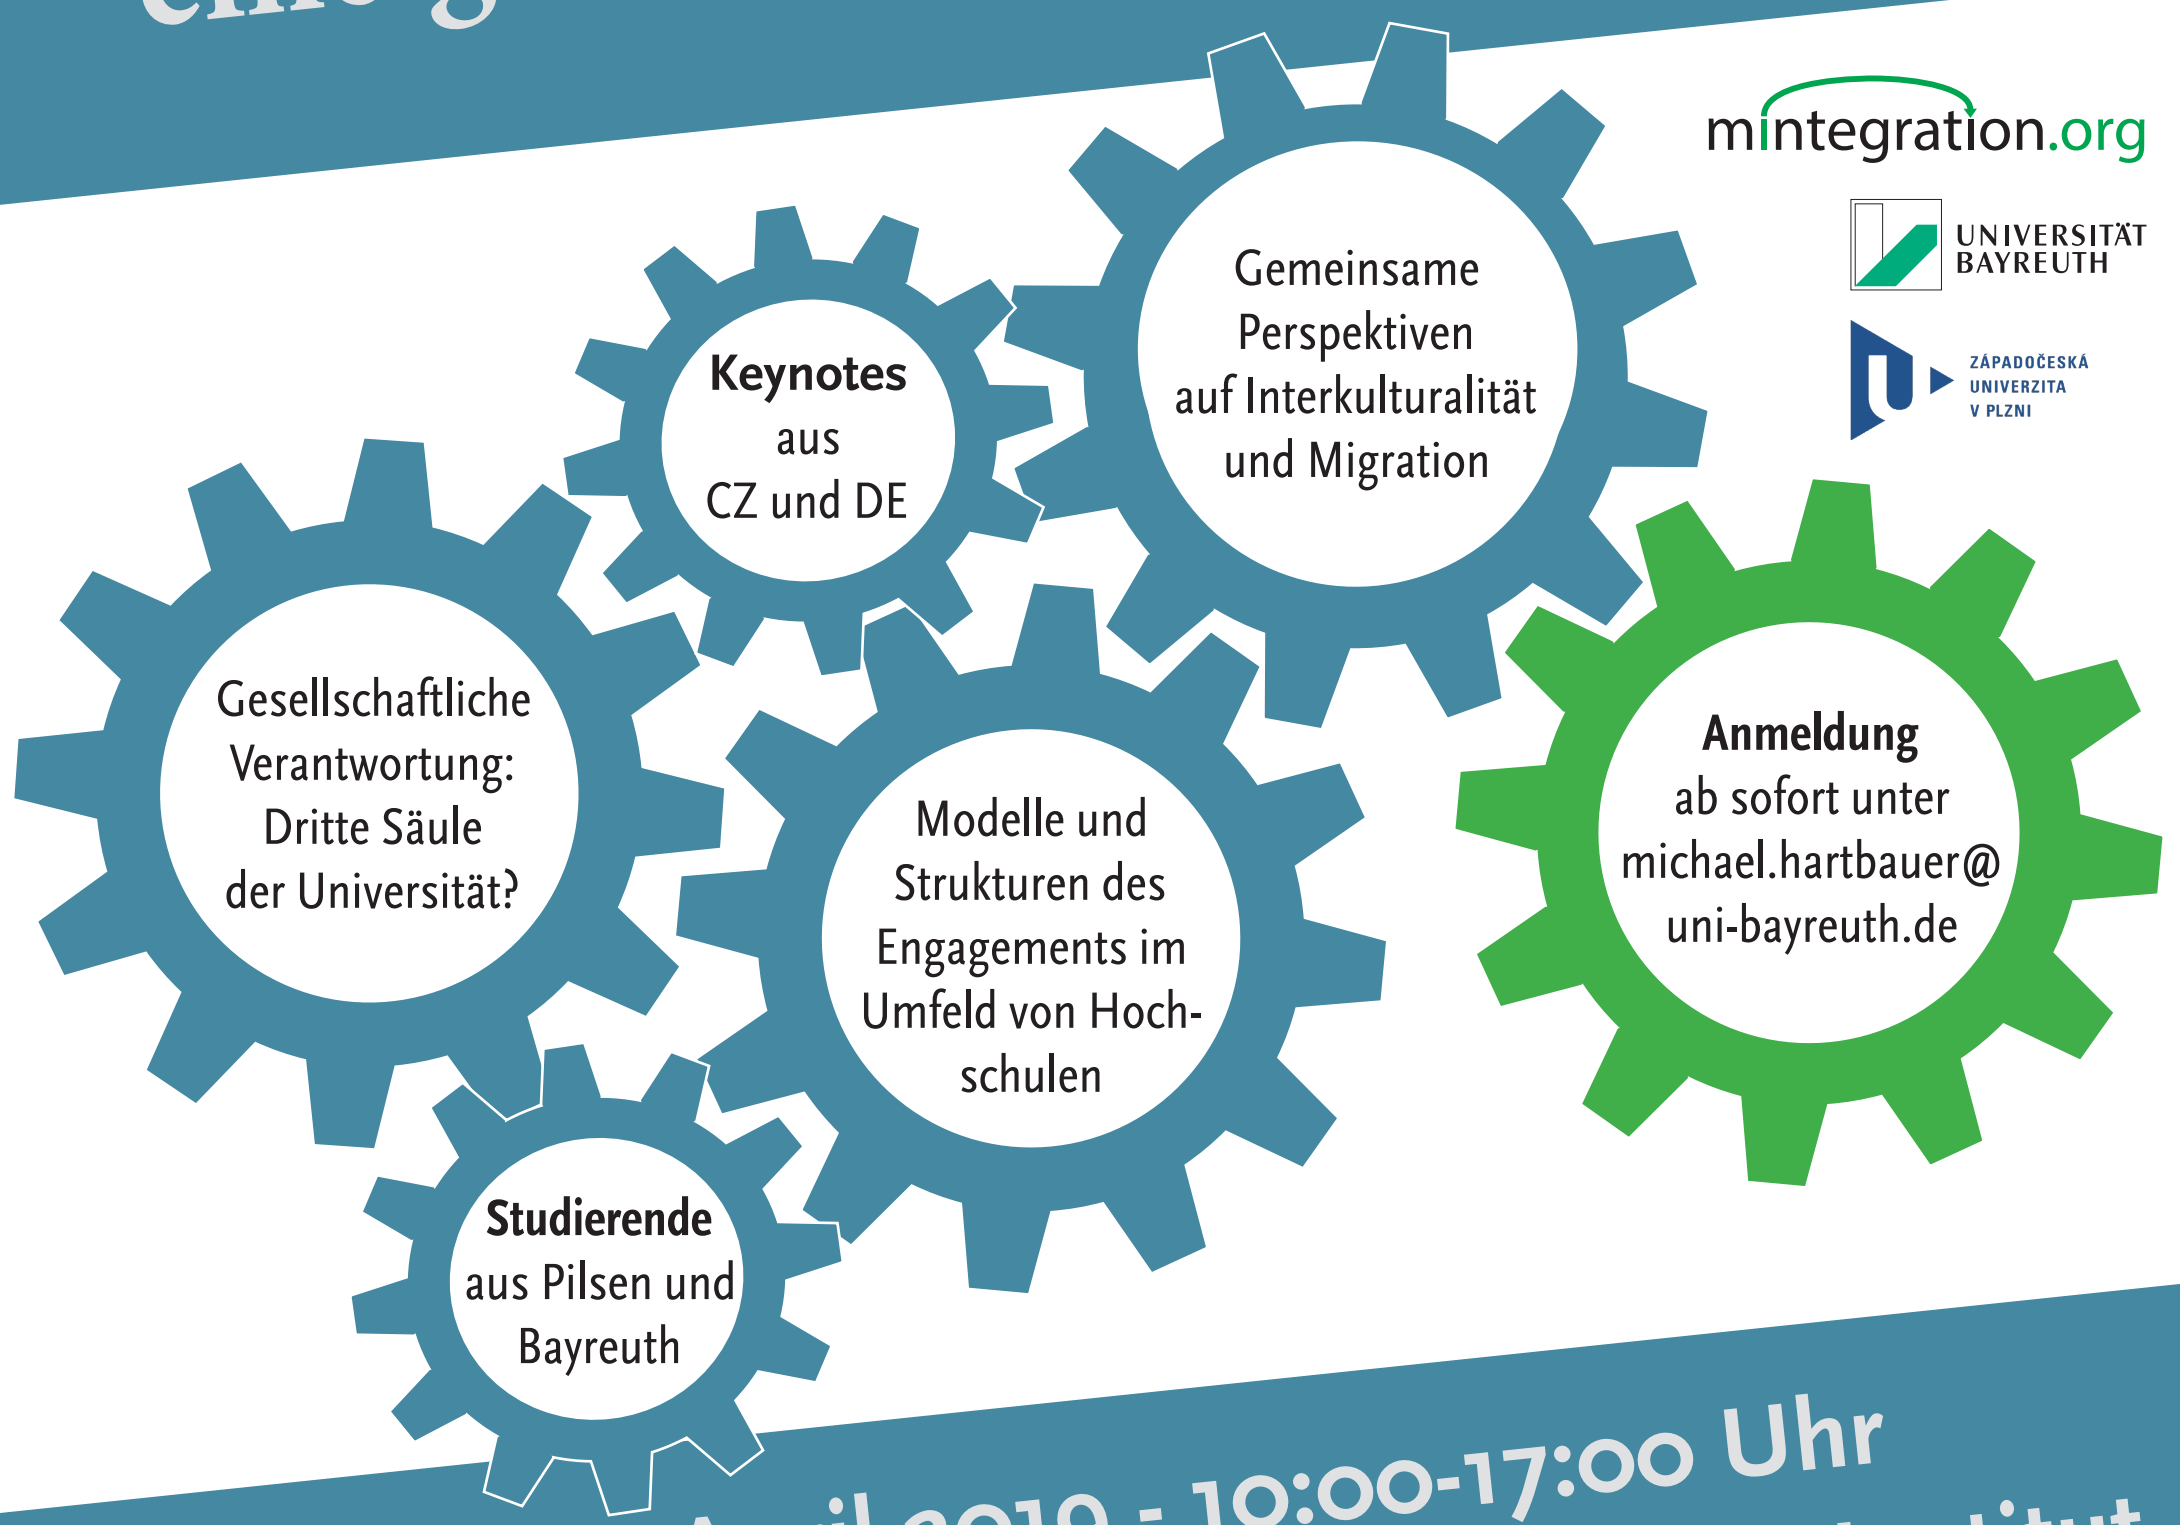 mintegration.org
UNIVERSITÄT
BAYREUTH
ZÁPADOČESKÁ
UNIVERZITA
V PLZNI
Gemeinsame
Perspektiven
auf Interkulturalität
und Migration
Keynotes
aus
CZ und DE
Gesellschaftliche
Verantwortung:
Dritte Säule
der Universität?
Modelle und
Strukturen des
Engagements im
Umfeld von Hoch-
schulen
Anmeldung
ab sofort unter
michael.hartbauer@
uni-bayreuth.de
Studierende
aus Pilsen und
Bayreuth
April 2019 - 10:00-17:00 Uhr